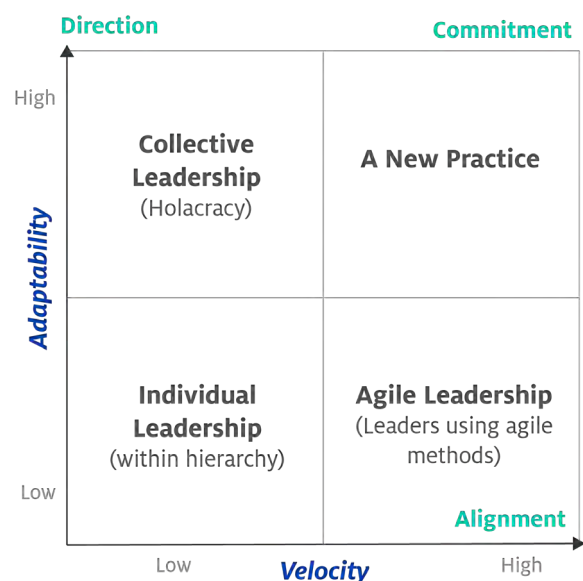 Direction
Commitment
High
Collective
Leadership
(Holacracy)
A New Practice
Adaptability
Individual
Leadership
(within hierarchy)
Agile Leadership
(Leaders using agile
methods)
Low
Alignment
Low
Velocity
High